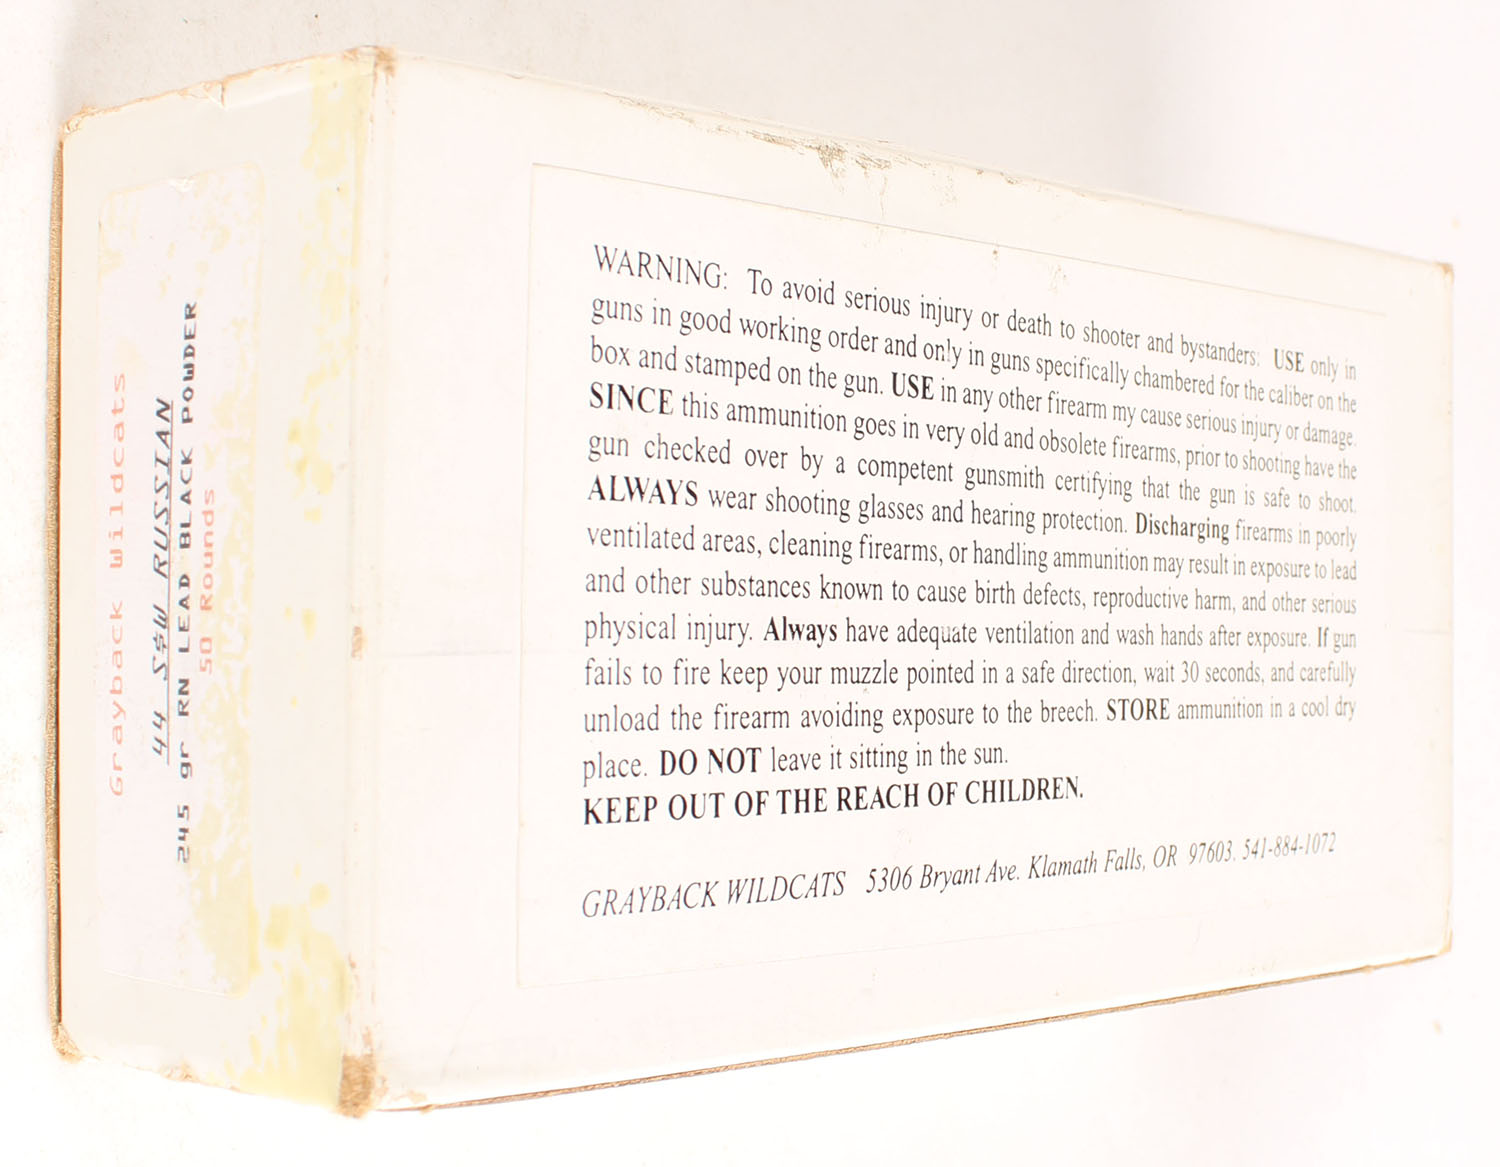 Grayback Wildcats
44 S&W RUSSIAN
245 gr RN LEAD BLACK POWDER
50 Rounds
WARNING: To avoid serious injury or death to shooter and bystanders: USE only in
guns in good working order and only in guns specifically chambered for the caliber on the
box and stamped on the gun. USE in any other firearm my cause serious injury or damage.
SINCE this ammunition goes in very old and obsolete firearms, prior to shooting have the
gun checked over by a competent gunsmith certifying that the gun is safe to shoot.
ALWAYS wear shooting glasses and hearing protection. Discharging firearms in poorly
ventilated areas, cleaning firearms, or handling ammunition may result in exposure to lead
and other substances known to cause birth defects, reproductive harm, and other serious
physical injury. Always have adequate ventilation and wash hands after exposure. If gun
fails to fire keep your muzzle pointed in a safe direction, wait 30 seconds, and carefully
unload the firearm avoiding exposure to the breech. STORE ammunition in a cool dry
place. DO NOT leave it sitting in the sun.
KEEP OUT OF THE REACH OF CHILDREN.
GRAYBACK WILDCATS 5306 Bryant Ave. Klamath Falls, OR 97603. 541-884-1072